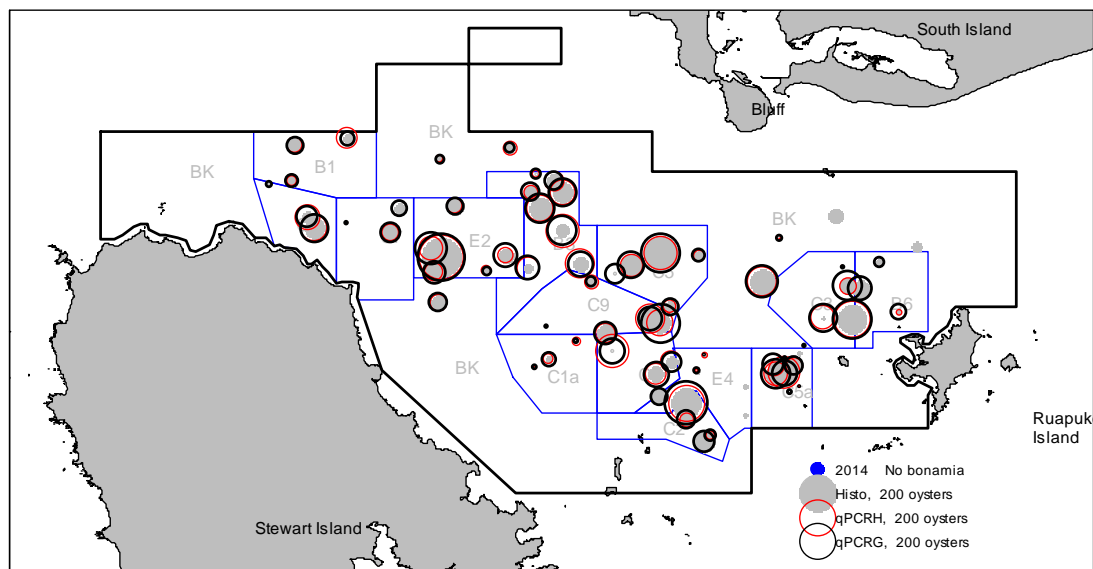 South Island
Bluff
BK
B1
BK
BK
E2
C9
B6
BK
C1a
E4
C5a
C2
Ruapuke
Island
2014 No bonamia
Histo, 200 oysters
qPCRH, 200 oysters
qPCRG, 200 oysters
Stewart Island